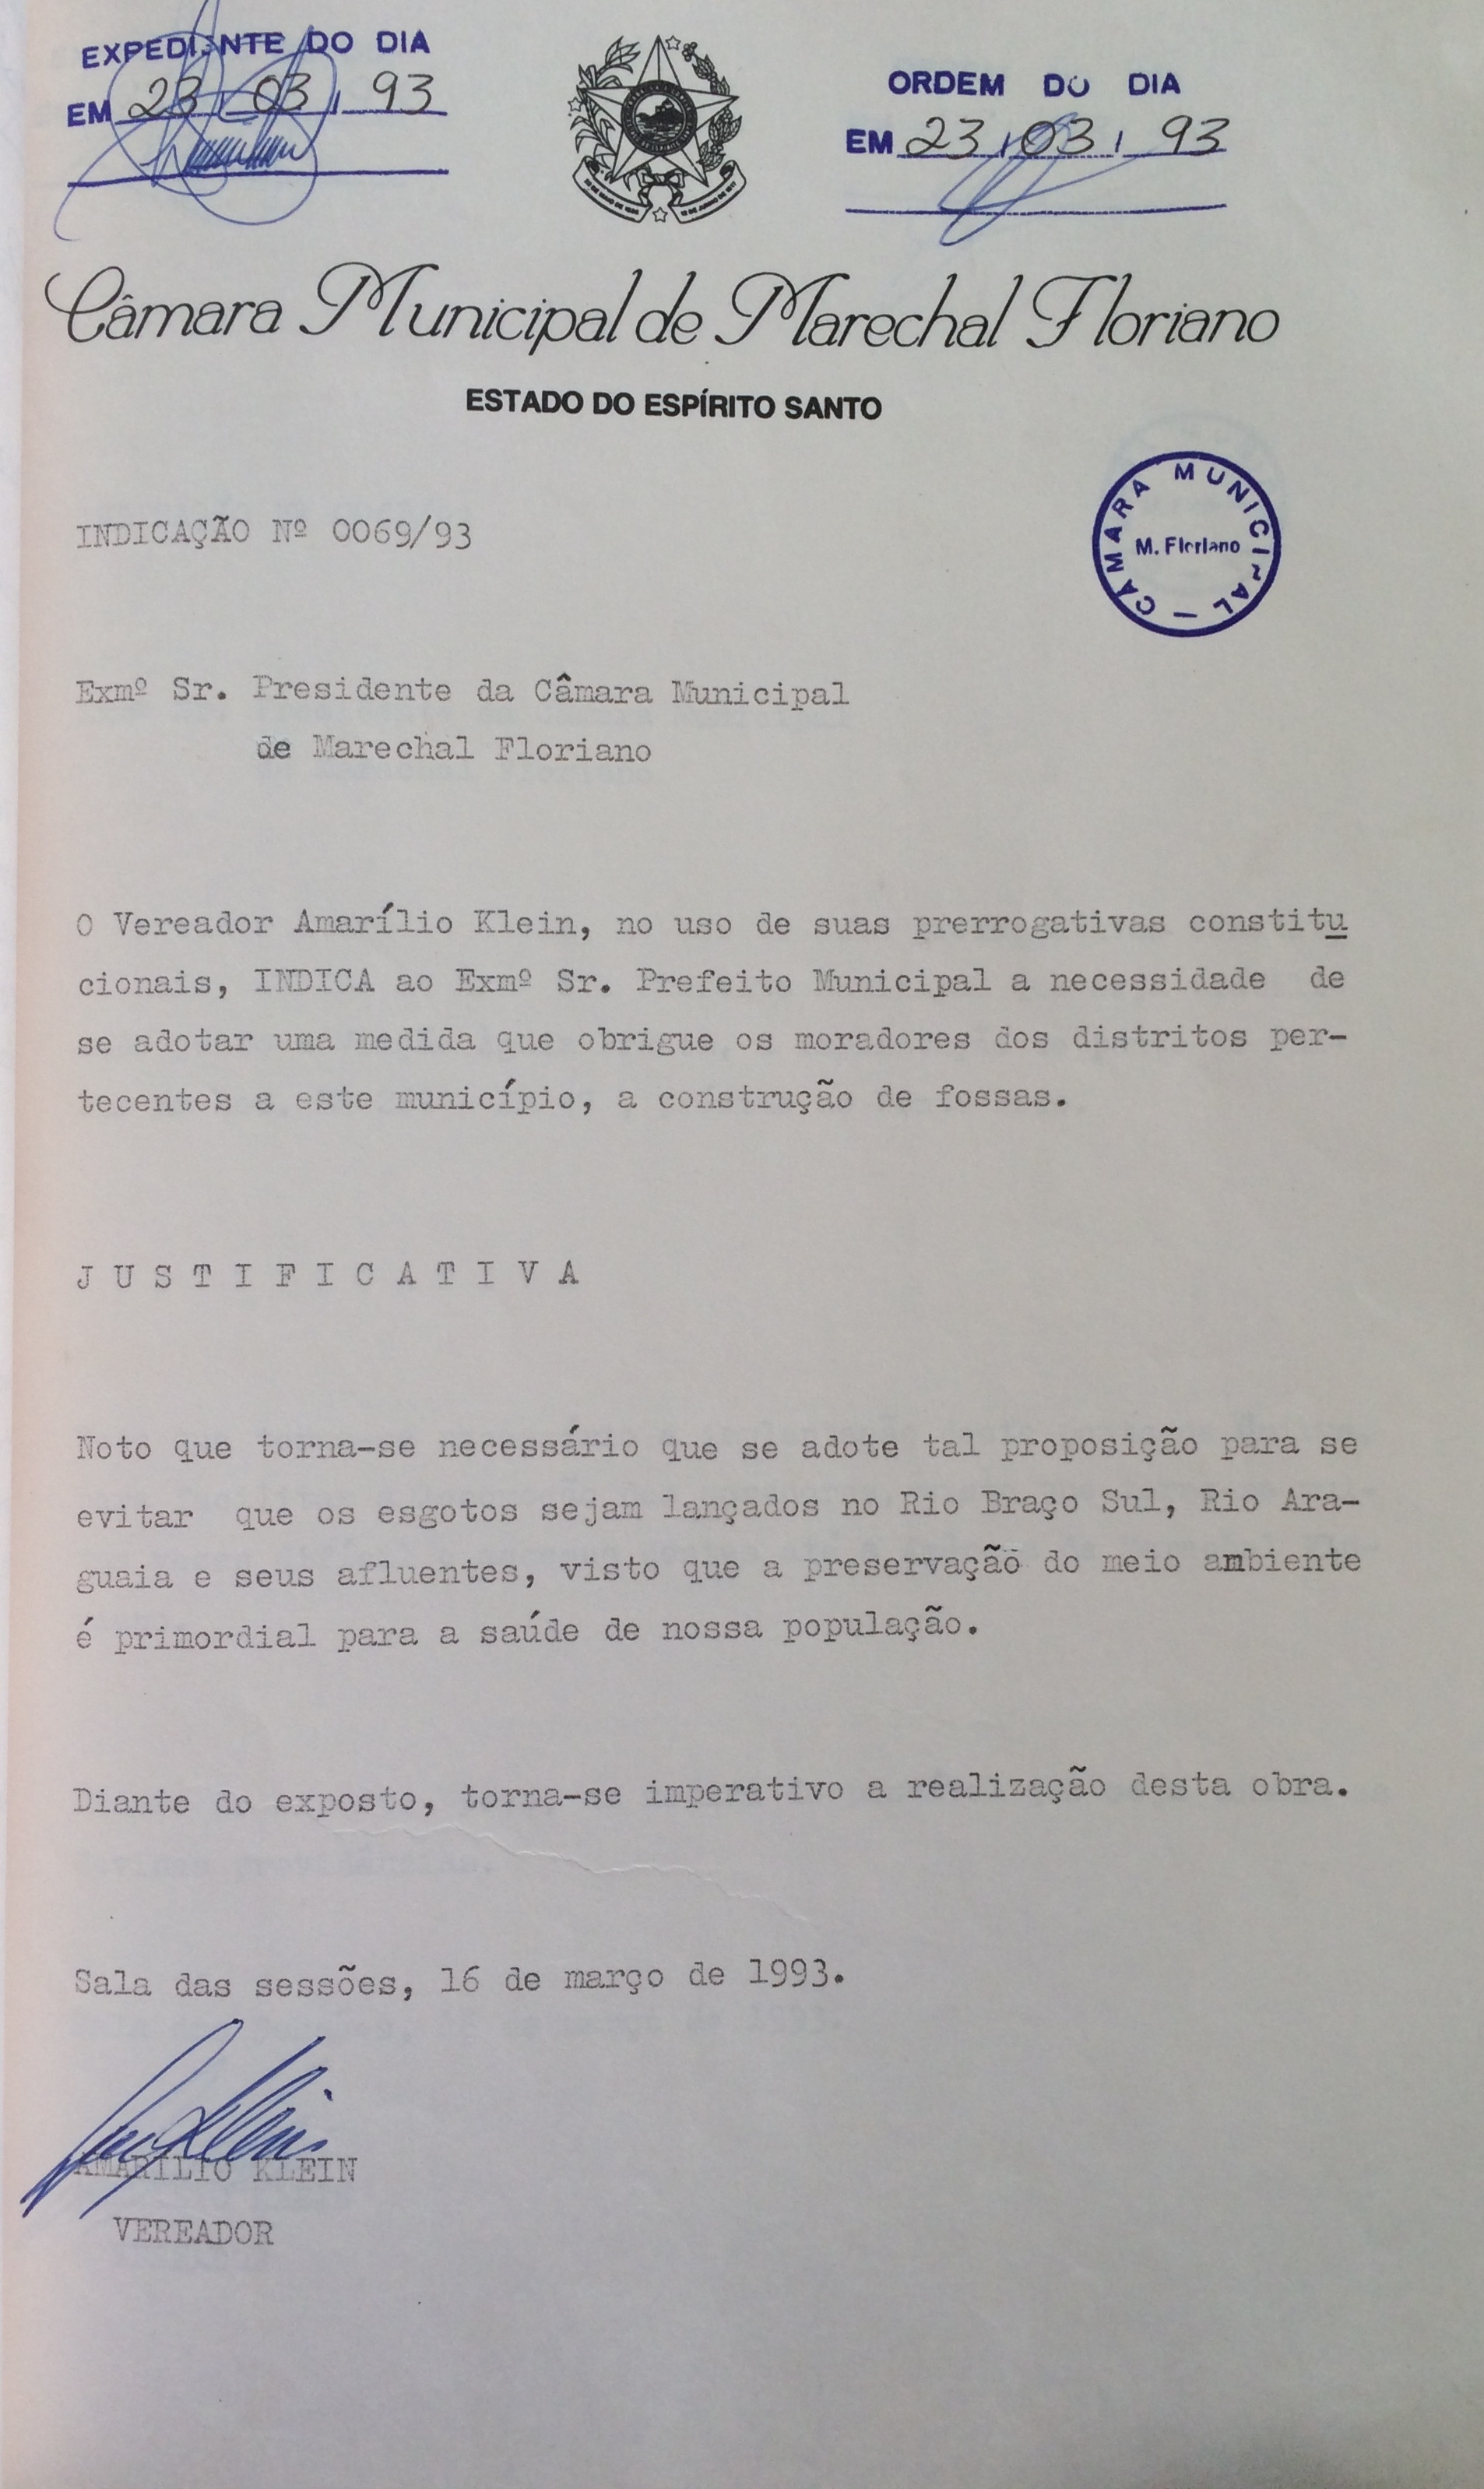 EXPEDIENTE DO DIA
EM 23 / 03 / 93
ORDEM DO DIA
EM 23 / 03 / 93
Câmara Municipal de Marechal Floriano
ESTADO DO ESPÍRITO SANTO
CÂMARA MUNICIPAL
M. Floriano
INDICAÇÃO Nº 0069/93
Exmº Sr. Presidente da Câmara Municipal
de Marechal Floriano
O Vereador Amarílio Klein, no uso de suas prerrogativas constitu
cionais, INDICA ao Exmº Sr. Prefeito Municipal a necessidade de
se adotar uma medida que obrigue os moradores dos distritos per-
tecentes a este município, a construção de fossas.
J U S T I F I C A T I V A
Noto que torna-se necessário que se adote tal proposição para se
evitar que os esgotos sejam lançados no Rio Braço Sul, Rio Ara-
guaia e seus afluentes, visto que a preservação do meio ambiente
é primordial para a saúde de nossa população.
Diante do exposto, torna-se imperativo a realização desta obra.
Sala das sessões, 16 de março de 1993.
AMARÍLIO KLEIN
VEREADOR